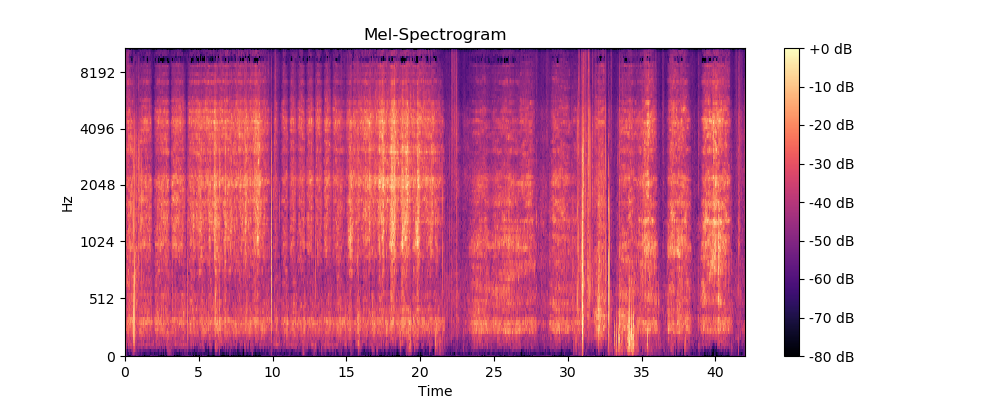 Mel-Spectrogram
Hz
8192
4096
2048
1024
512
0
0 5 10 15 20 25 30 35 40
Time
+0 dB
-10 dB
-20 dB
-30 dB
-40 dB
-50 dB
-60 dB
-70 dB
-80 dB